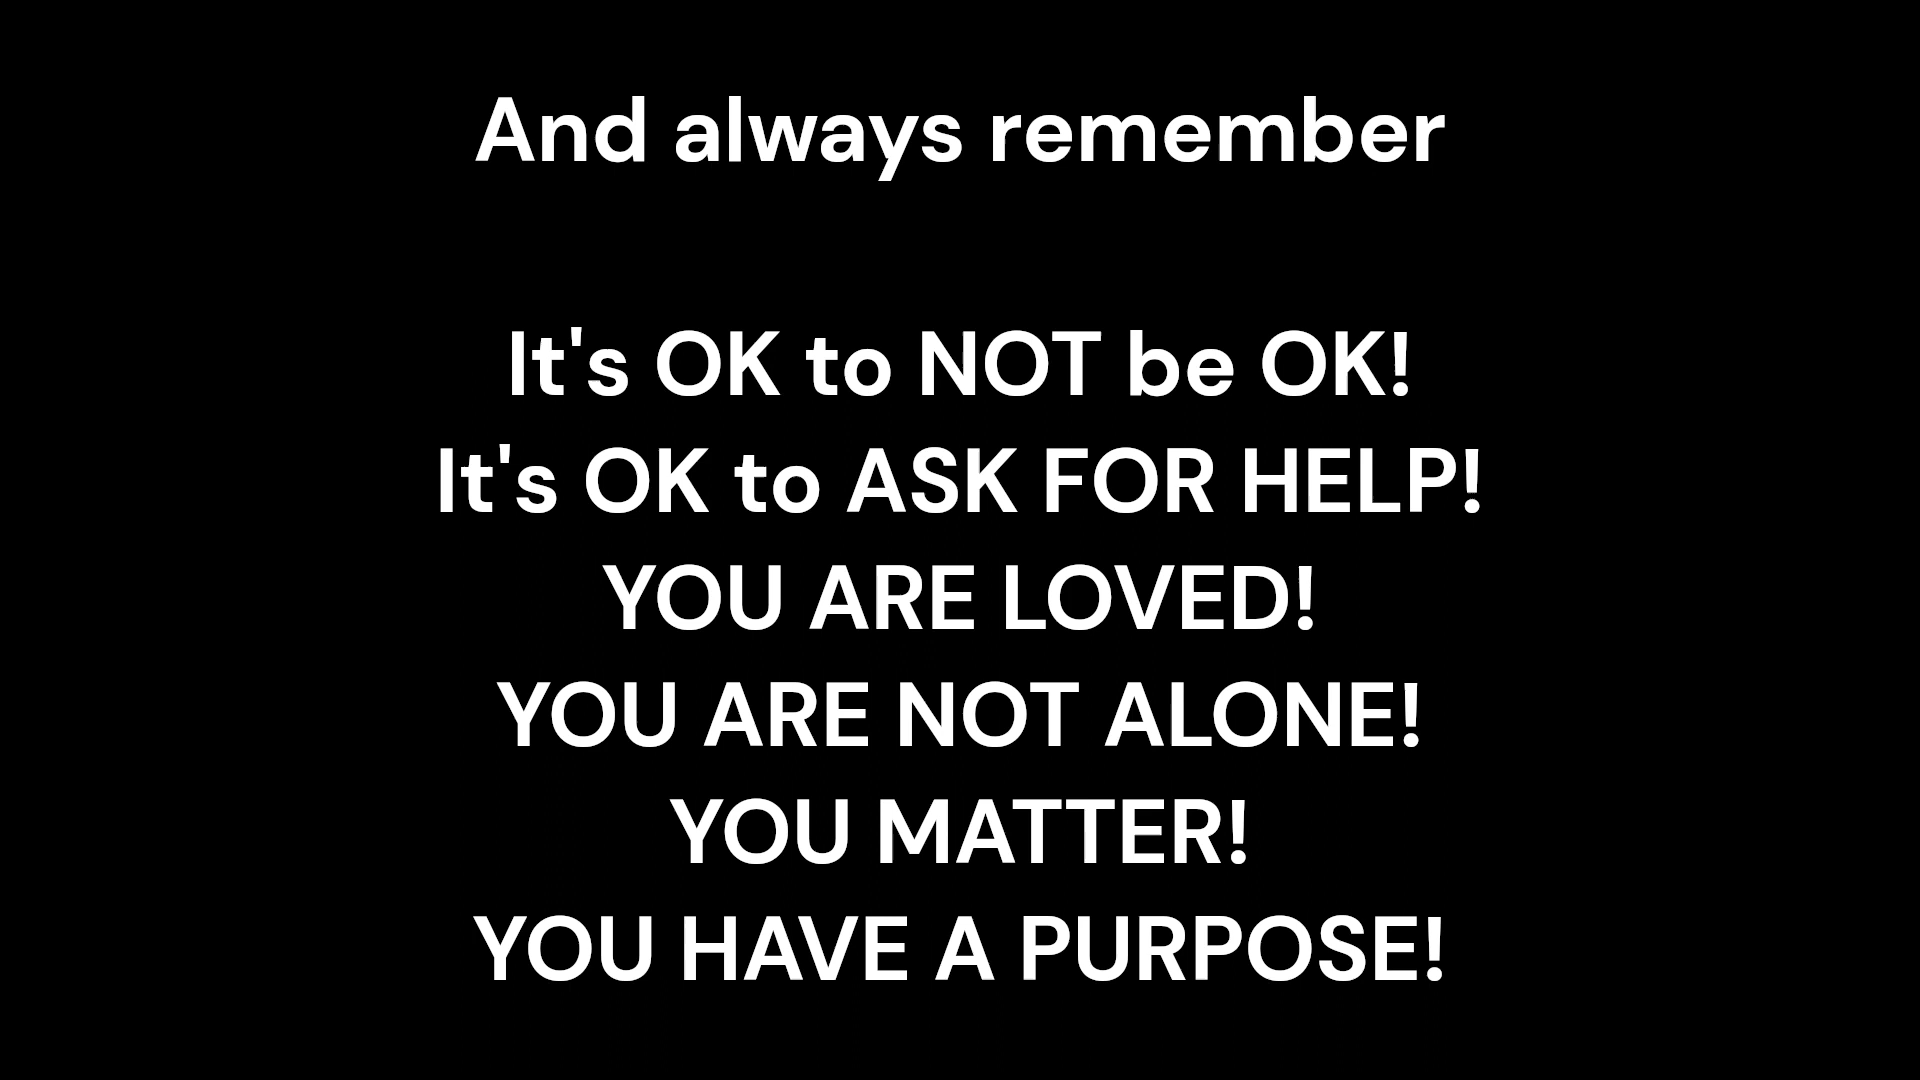 And always remember
It's OK to NOT be OK!
It's OK to ASK FOR HELP!
YOU ARE LOVED!
YOU ARE NOT ALONE!
YOU MATTER!
YOU HAVE A PURPOSE!